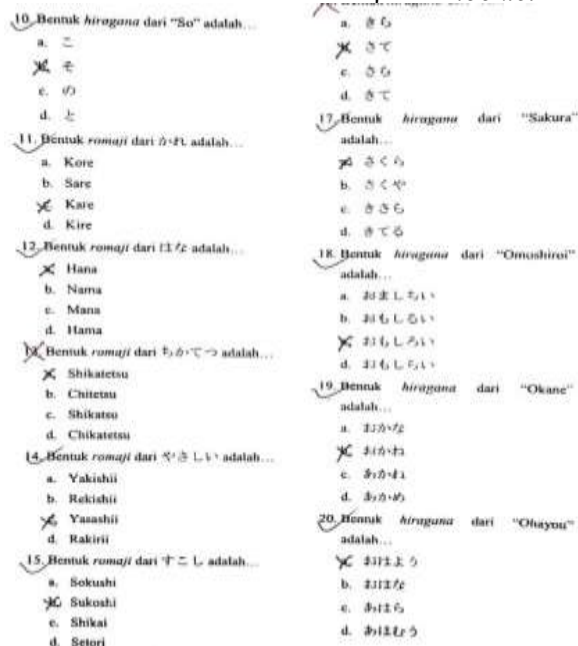 10. Bentuk hiragana dari "So" adalah...
a. こ
b. そ
c. の
d. と
11. Bentuk romaji dari かれ adalah...
a. Kore
b. Sare
c. Kare
d. Kire
12. Bentuk romaji dari はな adalah...
a. Hana
b. Nama
c. Mana
d. Hama
13. Bentuk romaji dari ちかてつ adalah...
a. Shikatetsu
b. Chitetsu
c. Shikatsu
d. Chikatetsu
14. Bentuk romaji dari やさしい adalah...
a. Yakishii
b. Rekishii
c. Yasashii
d. Rakirii
15. Bentuk romaji dari すこし adalah...
a. Sokushi
b. Sukoshi
c. Shikai
d. Setori
a. きら
b. さて
c. さら
d. きて
17. Bentuk hiragana dari "Sakura"
adalah...
a. さくら
b. さくや
c. きさら
d. きてる
18. Bentuk hiragana dari "Omushiroi"
adalah...
a. おましちい
b. おもしるい
c. おもしろい
d. おもしらい
19. Bentuk hiragana dari "Okane"
adalah...
a. おかな
b. おかね
c. あかね
d. あかめ
20. Bentuk hiragana dari "Ohayou"
adalah...
a. おはよう
b. おはな
c. あはら
d. あはむう